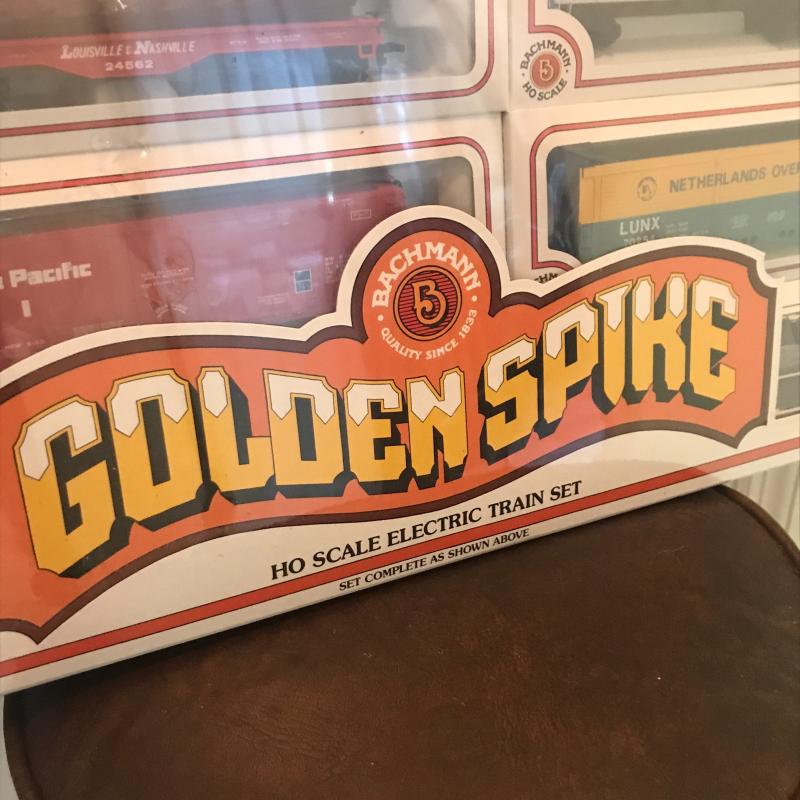 LOUISVILLE & NASHVILLE
24562
BACHMANN
B
HO SCALE
NETHERLANDS OVER
LUNX
Pacific
BACHMANN
B
QUALITY SINCE 1833
GOLDEN SPIKE
HO SCALE ELECTRIC TRAIN SET
SET COMPLETE AS SHOWN ABOVE